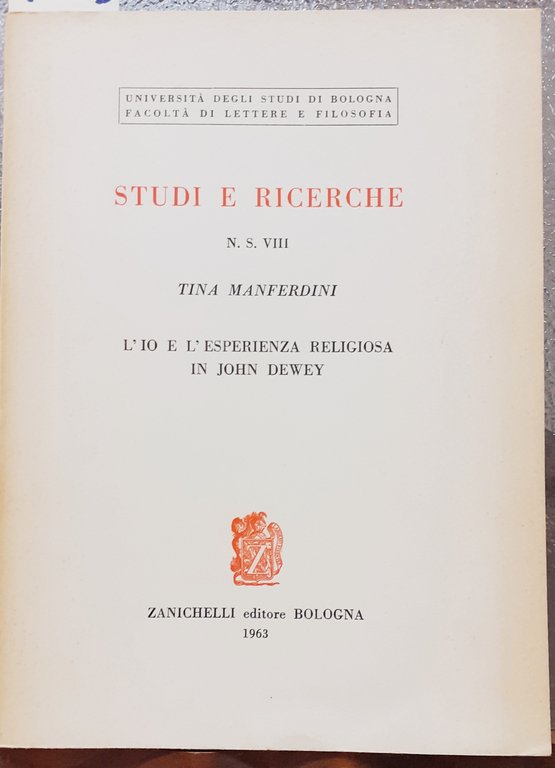 UNIVERSITÀ DEGLI STUDI DI BOLOGNA
FACOLTÀ DI LETTERE E FILOSOFIA
STUDI E RICERCHE
N. S. VIII
TINA MANFERDINI
L'IO E L'ESPERIENZA RELIGIOSA
IN JOHN DEWEY
Z
ZANICHELLI editore BOLOGNA
1963